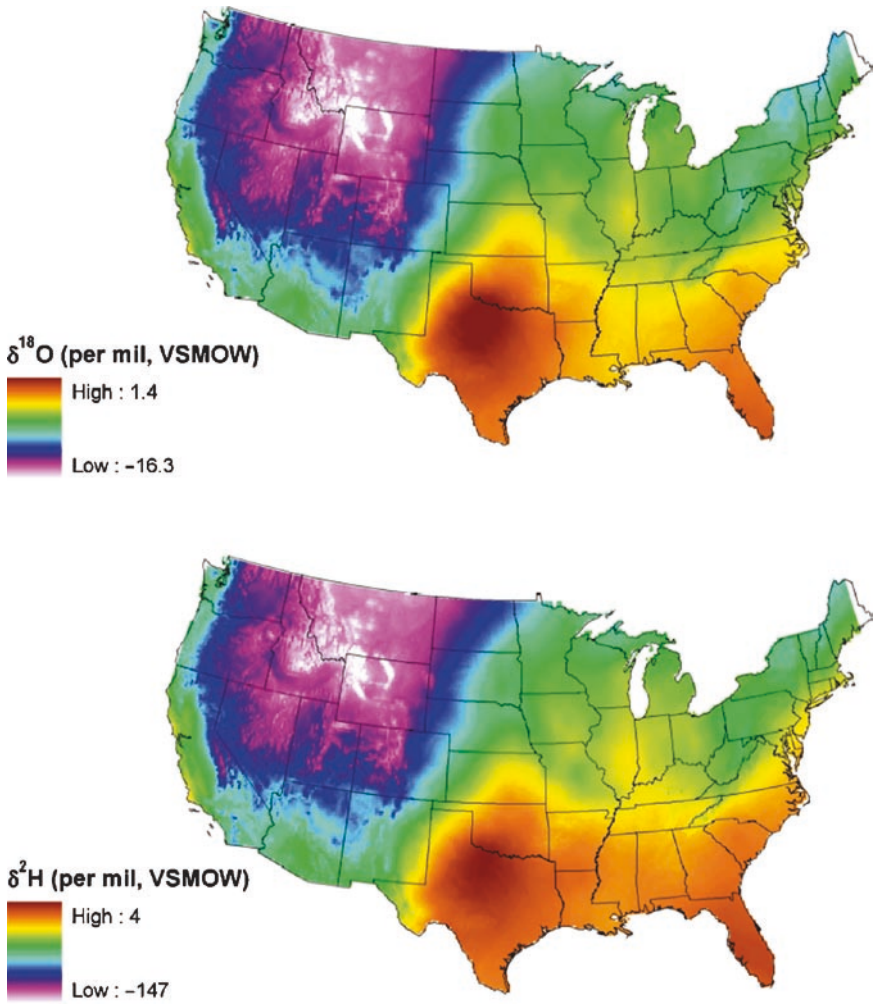 δ18O (per mil, VSMOW)
High : 1.4
Low : −16.3
δ2H (per mil, VSMOW)
High : 4
Low : −147